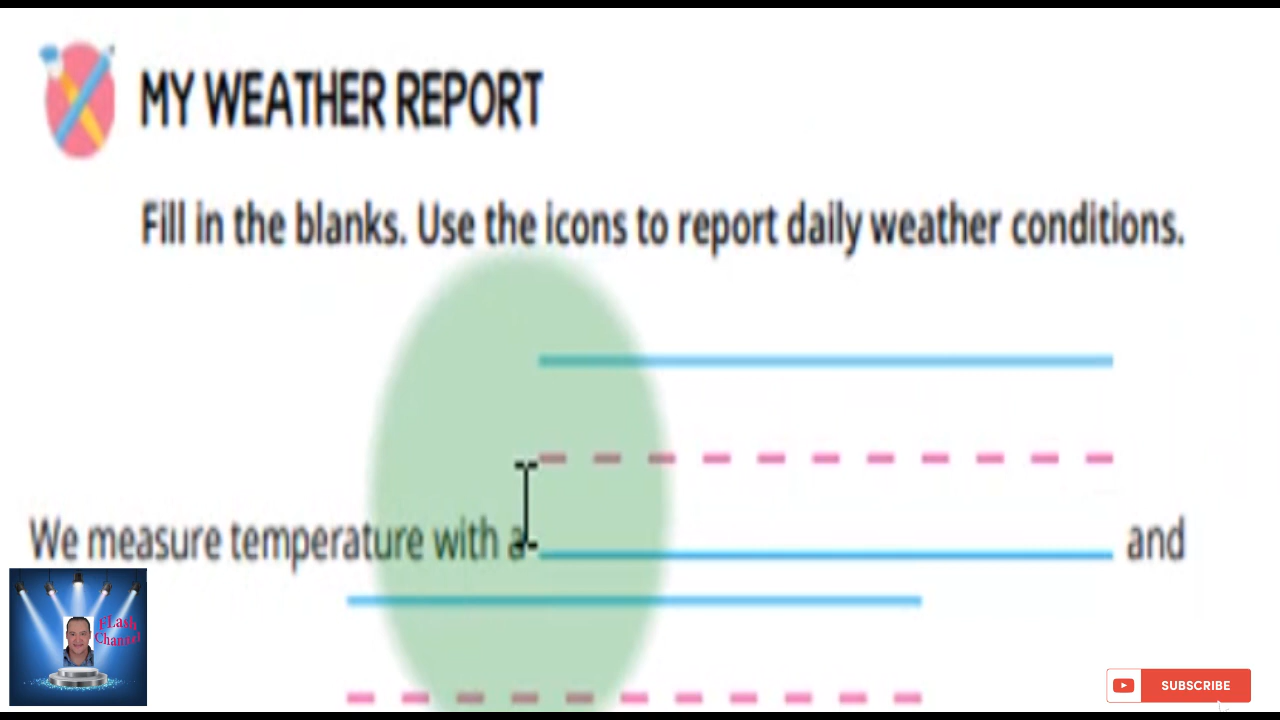 MY WEATHER REPORT
Fill in the blanks. Use the icons to report daily weather conditions.
We measure temperature with a
and
FLash
Channel
SUBSCRIBE